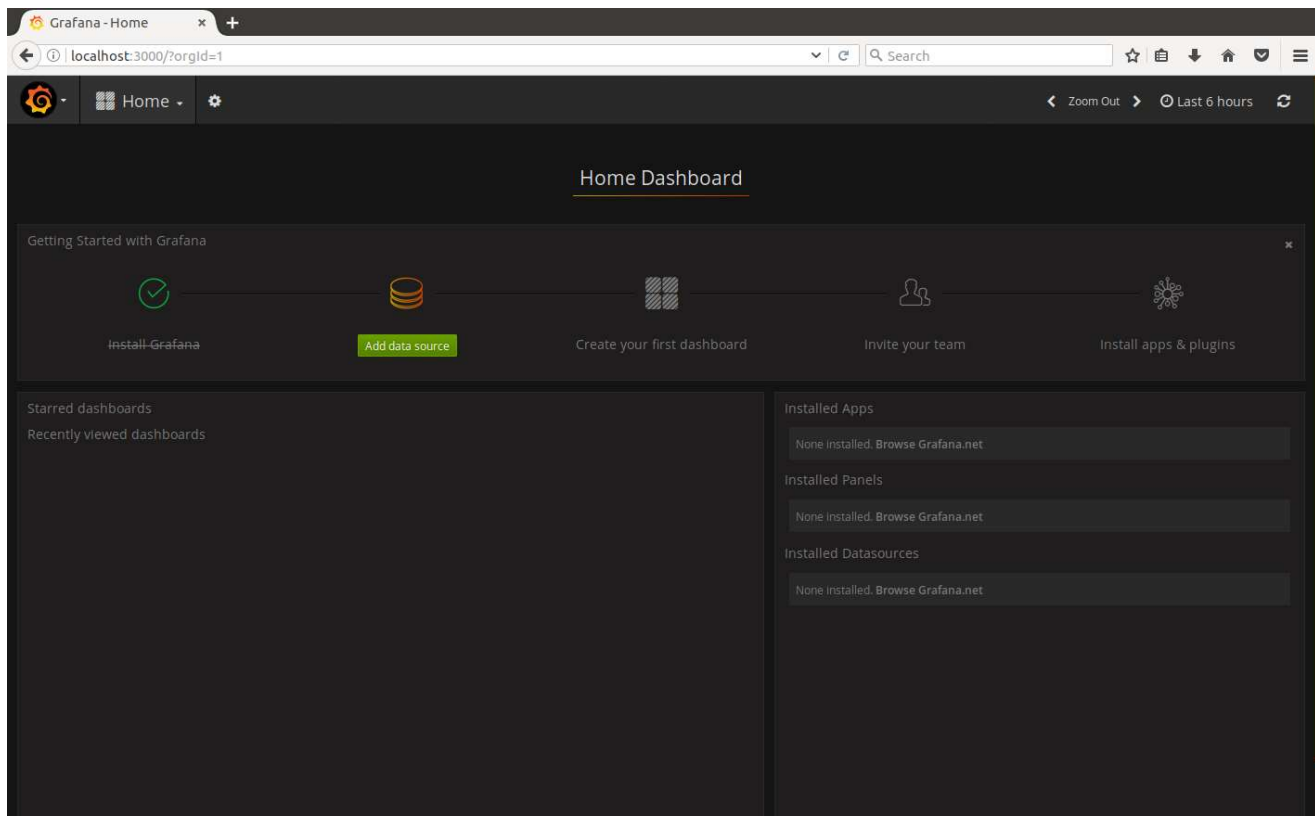 Grafana - Home
localhost:3000/?orgId=1
Search
Home
Zoom Out
Last 6 hours
Home Dashboard
Getting Started with Grafana
Install Grafana
Add data source
Create your first dashboard
Invite your team
Install apps & plugins
Starred dashboards
Recently viewed dashboards
Installed Apps
None installed. Browse Grafana.net
Installed Panels
None installed. Browse Grafana.net
Installed Datasources
None installed. Browse Grafana.net